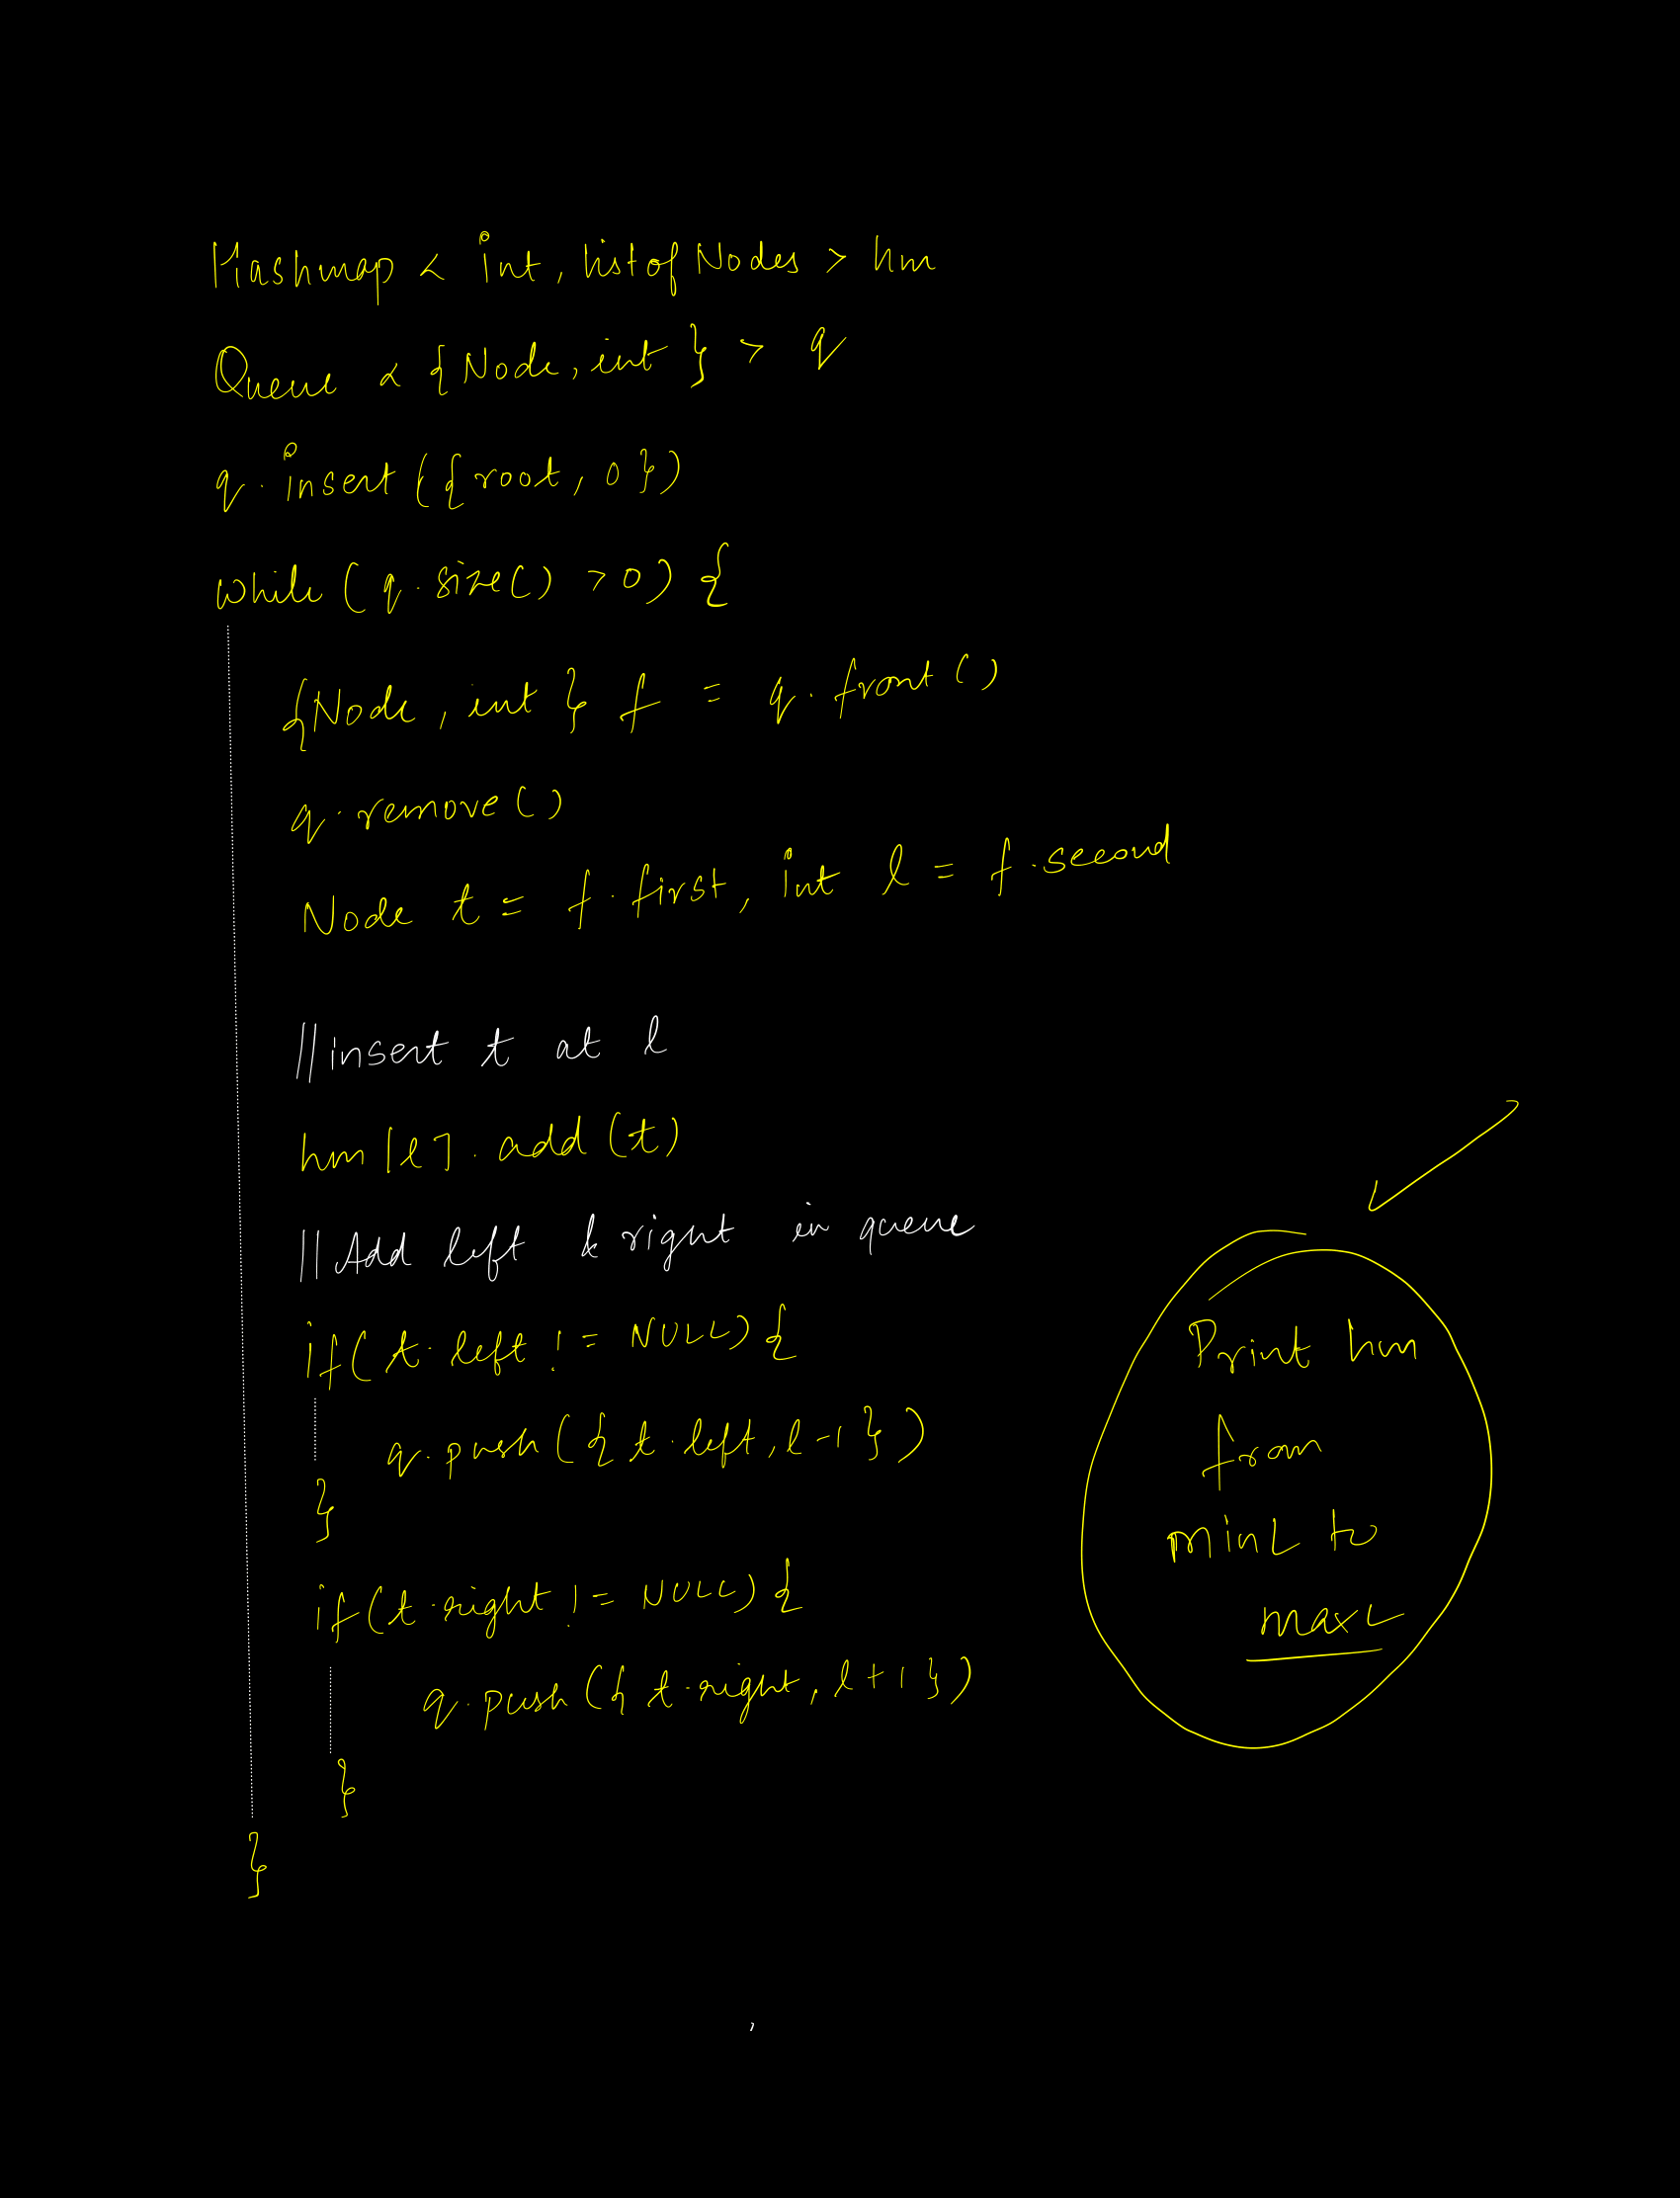 Hashmap < int, list of Nodes > hm
Queue < {Node, int} > q
q.insert({root, 0})
while (q.size() > 0) {
{Node, int} f = q.front()
q.remove()
Node t = f.first, int l = f.second
//insert t at l
hm[l].add(t)
//Add left & right in queue
if(t.left != NULL) {
q.push({t.left, l-1})
}
if(t.right != NULL) {
q.push({t.right, l+1})
}
}
Print hm
from
minL to
maxL